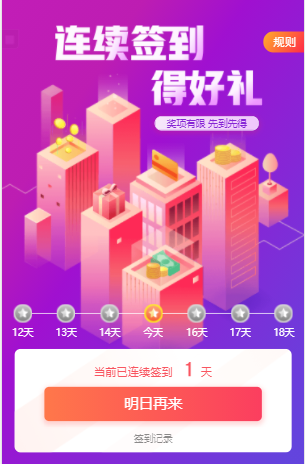 连续签到
规则
得好礼
奖项有限 先到先得
12天 13天 14天 今天 16天 17天 18天
当前已连续签到 1 天
明日再来
签到记录